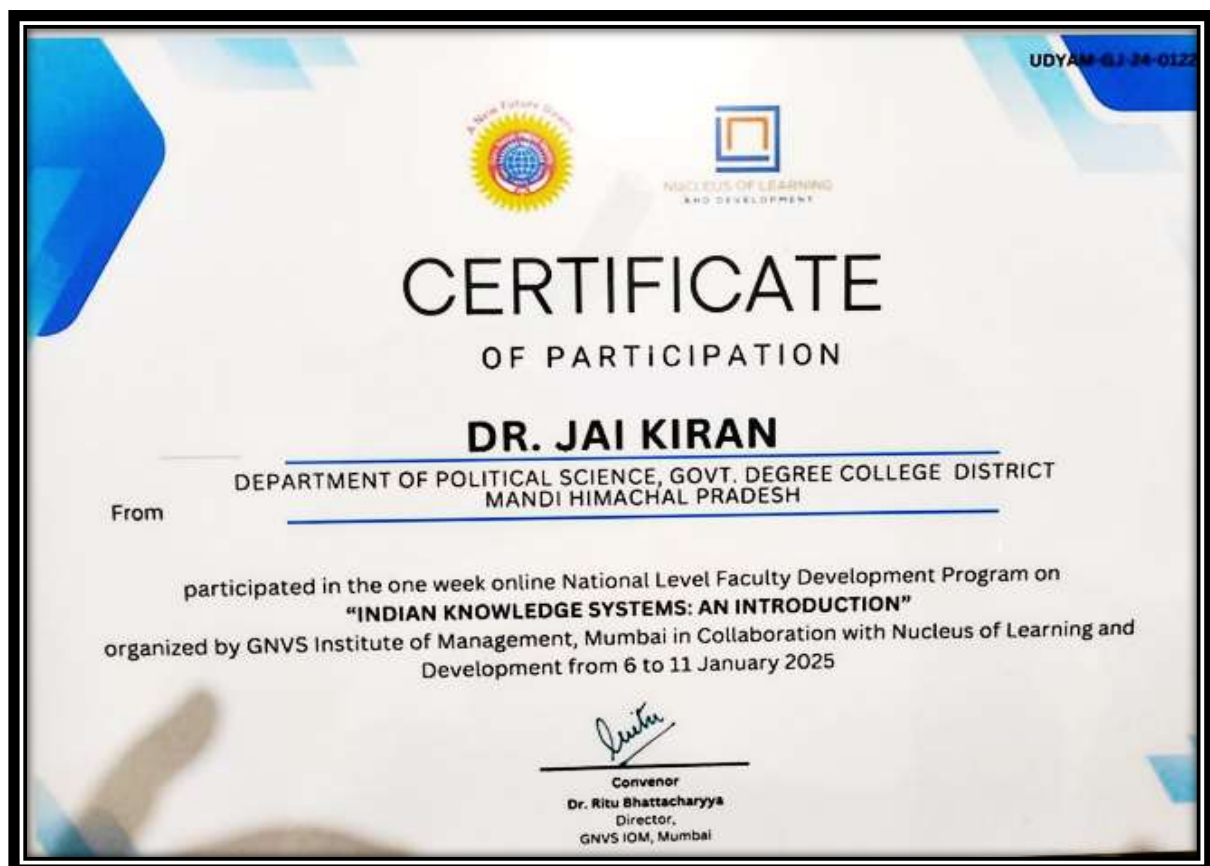 UDYAM-GJ-24-0122
A New Future Dawns
NUCLEUS OF LEARNING
AND DEVELOPMENT
CERTIFICATE
OF PARTICIPATION
DR. JAI KIRAN
DEPARTMENT OF POLITICAL SCIENCE, GOVT. DEGREE COLLEGE DISTRICT
MANDI HIMACHAL PRADESH
From
participated in the one week online National Level Faculty Development Program on
“INDIAN KNOWLEDGE SYSTEMS: AN INTRODUCTION”
organized by GNVS Institute of Management, Mumbai in Collaboration with Nucleus of Learning and
Development from 6 to 11 January 2025
Convenor
Dr. Ritu Bhattacharyya
Director,
GNVS IOM, Mumbai